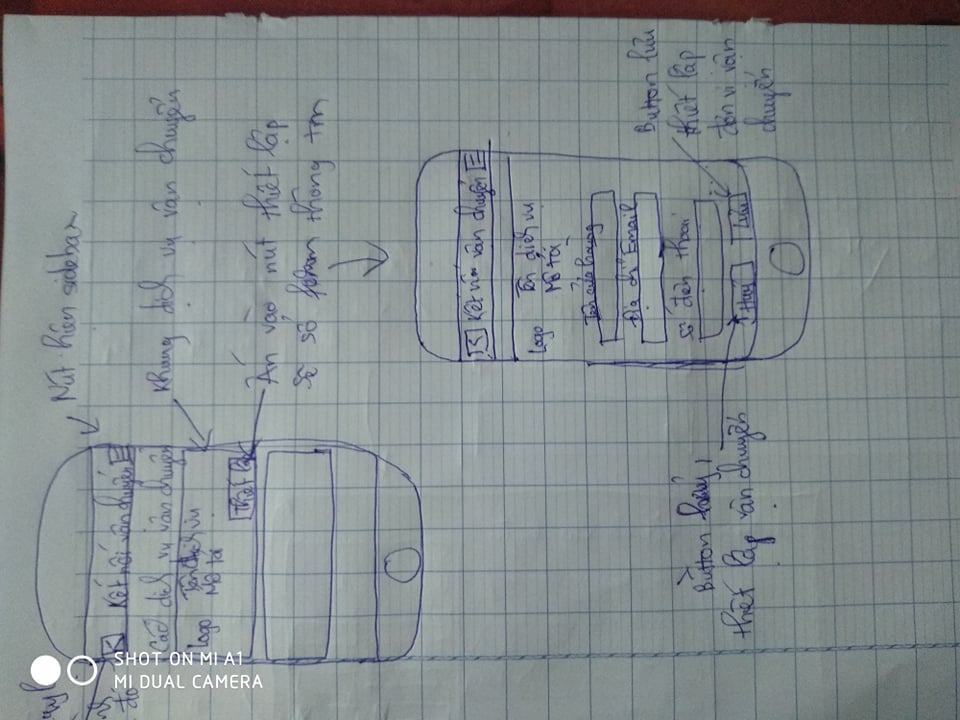 Nút hiện sidebar
Khung dịch vụ vận chuyển
Ấn vào nút thiết lập
sẽ sổ foram thông tin
Kết nối vận chuyển
Các dịch vụ vận chuyển
Logo Tên dịch vụ
Mô tả
Thiết lập
Button lưu
thiết lập
đơn vị vận
chuyển
Kết nối vận chuyển
Logo Tên dịch vụ
Mô tả
Tên cửa hàng
Địa chỉ Email
Số điện thoại
Hủy Lưu
Button hủy
thiết lập vận chuyển
SHOT ON MI A1
MI DUAL CAMERA